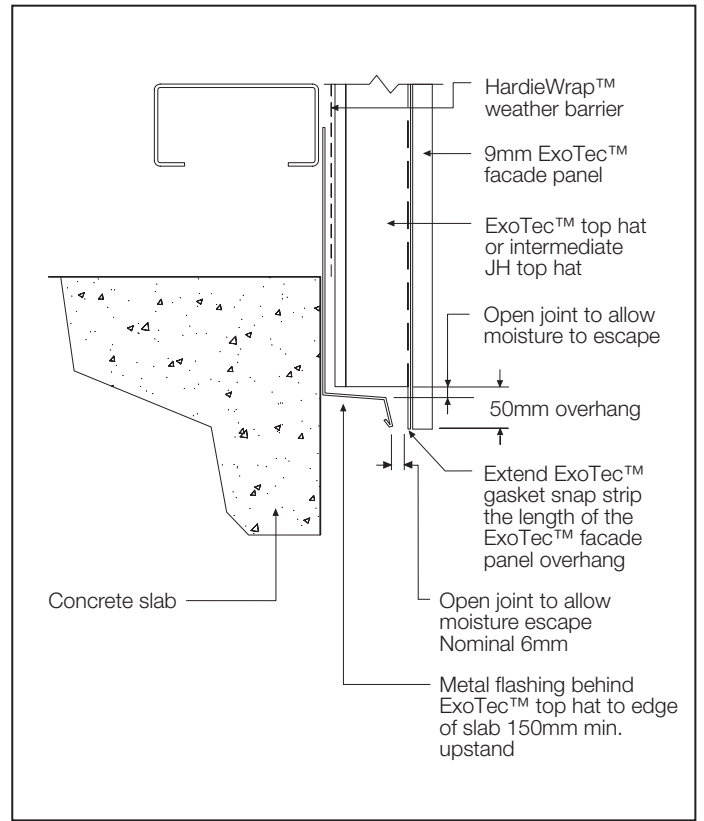 HardieWrap™
weather barrier
9mm ExoTec™
facade panel
ExoTec™ top hat
or intermediate
JH top hat
Open joint to allow
moisture to escape
50mm overhang
Extend ExoTec™
gasket snap strip
the length of the
ExoTec™ facade
panel overhang
Concrete slab
Open joint to allow
moisture escape
Nominal 6mm
Metal flashing behind
ExoTec™ top hat to edge
of slab 150mm min.
upstand